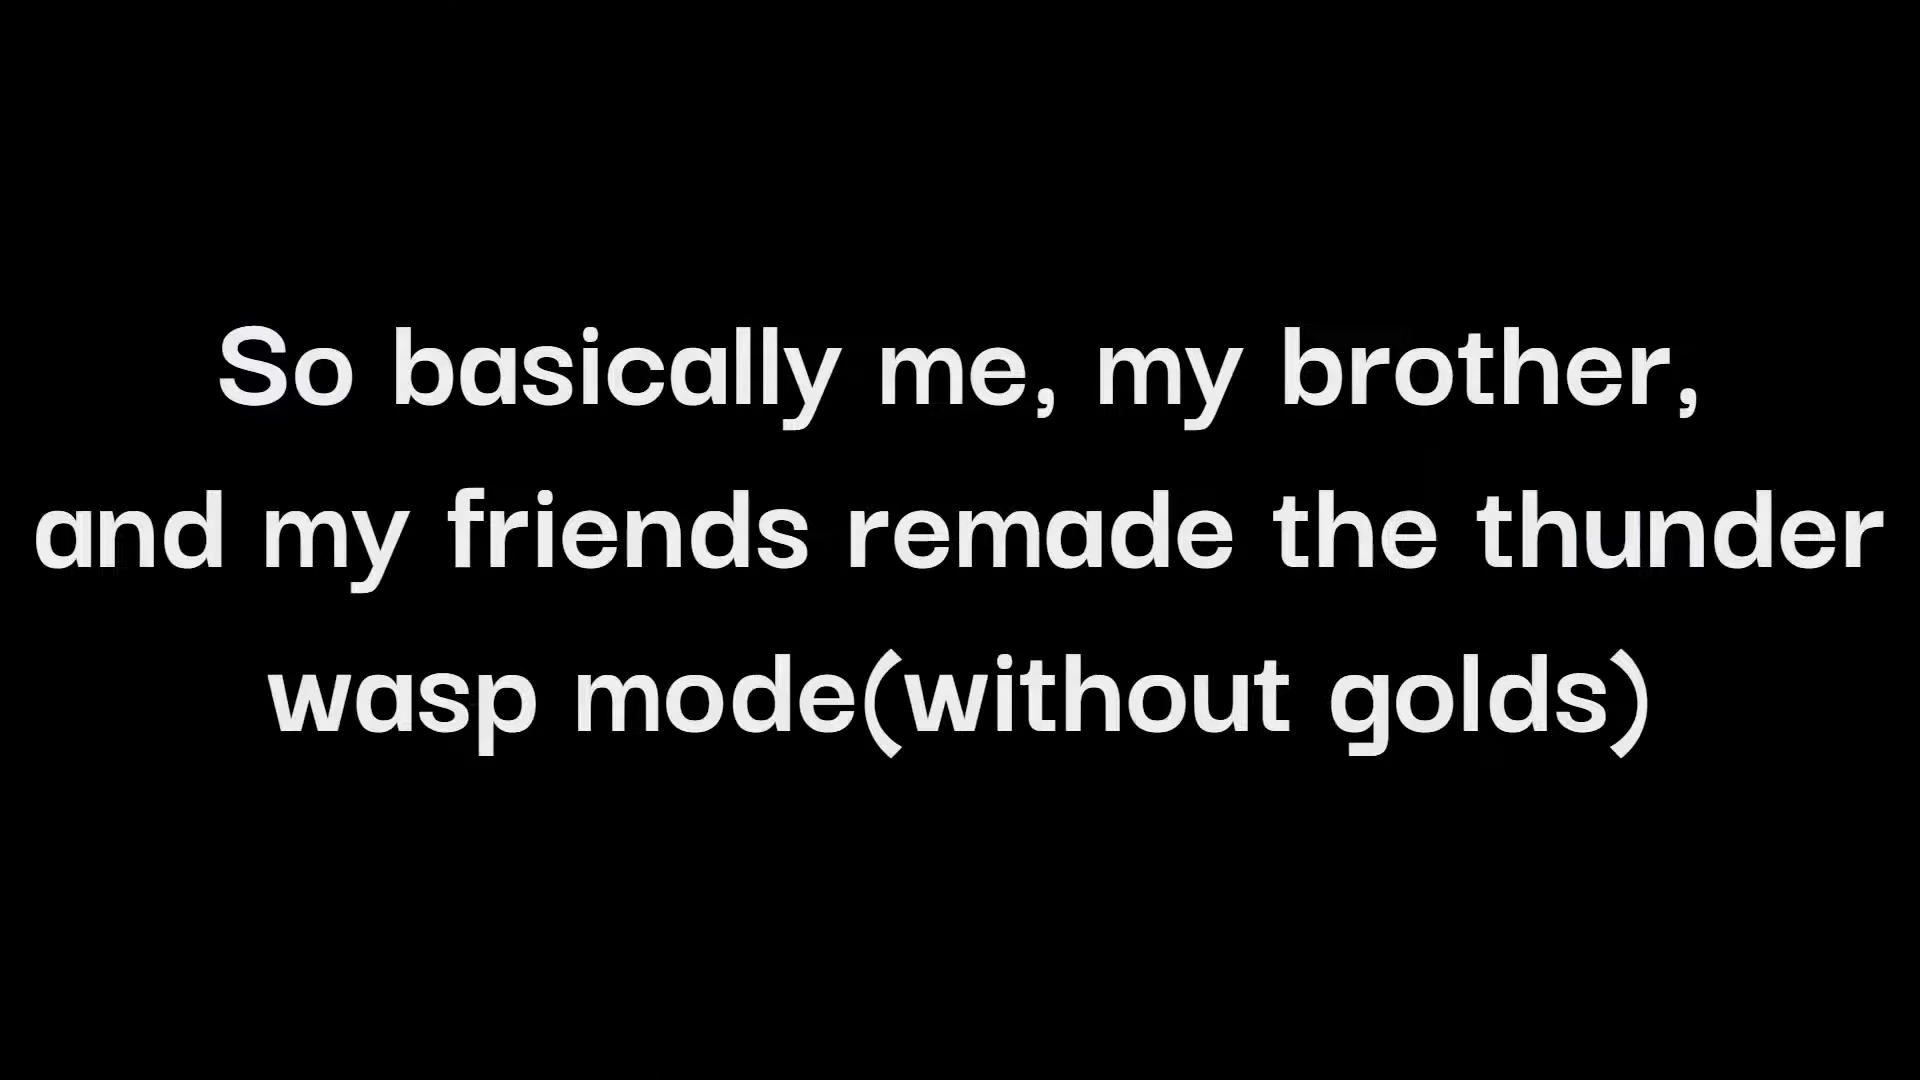 So basically me, my brother,
and my friends remade the thunder
wasp mode(without golds)